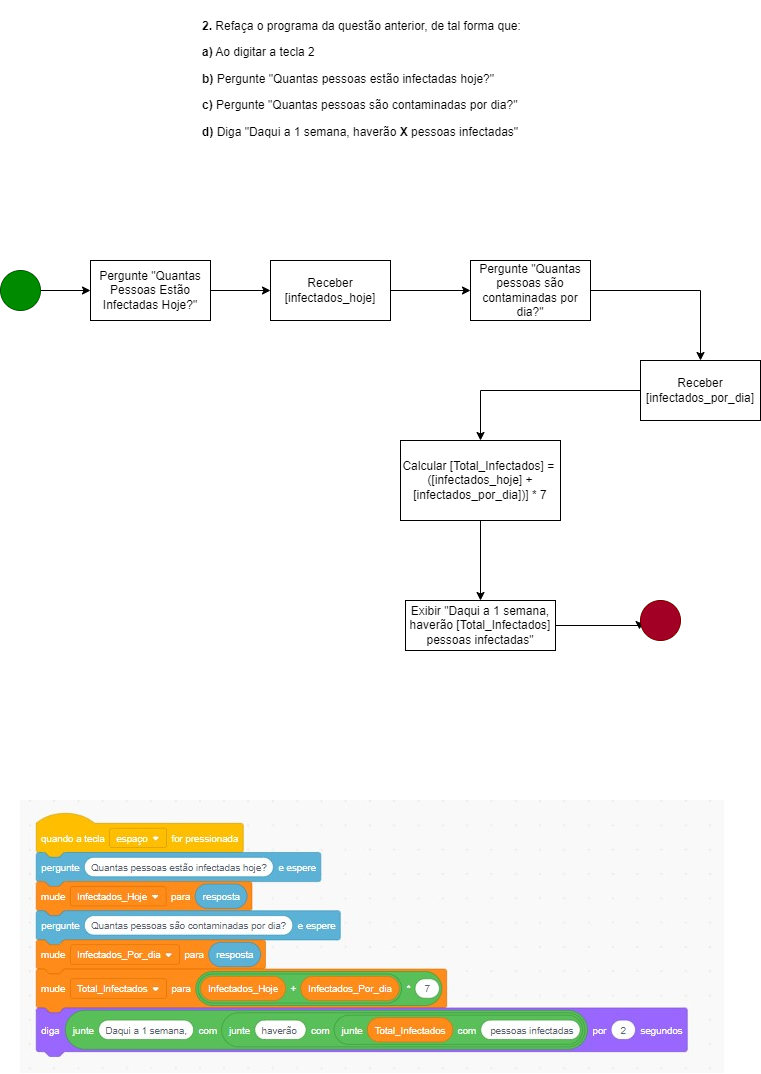 2. Refaça o programa da questão anterior, de tal forma que:
a) Ao digitar a tecla 2
b) Pergunte "Quantas pessoas estão infectadas hoje?"
c) Pergunte "Quantas pessoas são contaminadas por dia?"
d) Diga "Daqui a 1 semana, haverão X pessoas infectadas"
Pergunte "Quantas
Pessoas Estão
Infectadas Hoje?"
Receber
[infectados_hoje]
Pergunte "Quantas
pessoas são
contaminadas por
dia?"
Receber
[infectados_por_dia]
Calcular [Total_Infectados] =
([infectados_hoje] +
[infectados_por_dia])] * 7
Exibir "Daqui a 1 semana,
haverão [Total_Infectados]
pessoas infectadas"
quando a tecla espaço for pressionada
pergunte Quantas pessoas estão infectadas hoje? e espere
mude Infectados_Hoje para resposta
pergunte Quantas pessoas são contaminadas por dia? e espere
mude Infectados_Por_dia para resposta
mude Total_Infectados para Infectados_Hoje + Infectados_Por_dia * 7
diga junte Daqui a 1 semana, com junte haverão com junte Total_Infectados com pessoas infectadas por 2 segundos